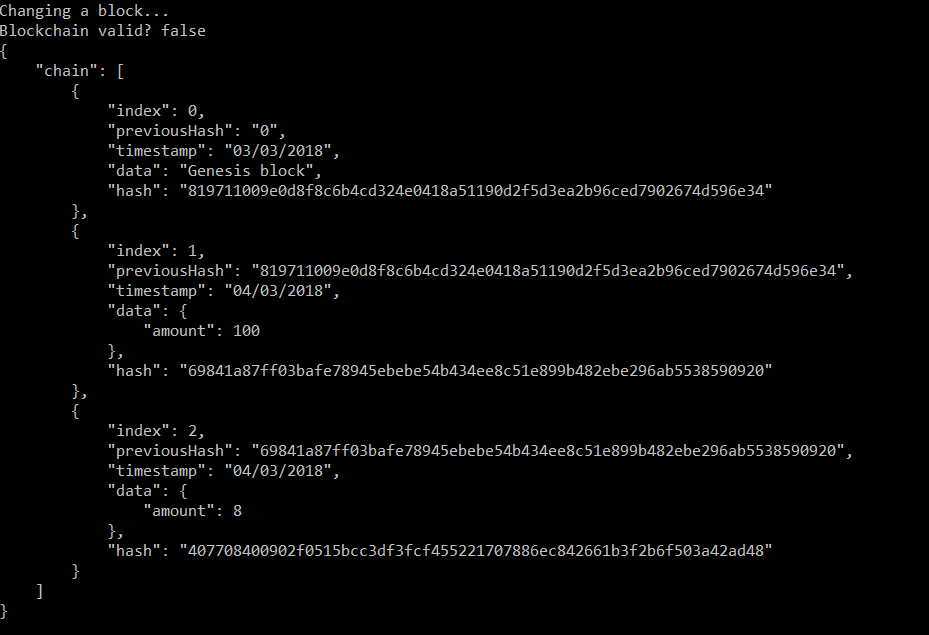 Changing a block...
Blockchain valid? false
{
    "chain": [
        {
            "index": 0,
            "previousHash": "0",
            "timestamp": "03/03/2018",
            "data": "Genesis block",
            "hash": "819711009e0d8f8c6b4cd324e0418a51190d2f5d3ea2b96ced7902674d596e34"
        },
        {
            "index": 1,
            "previousHash": "819711009e0d8f8c6b4cd324e0418a51190d2f5d3ea2b96ced7902674d596e34",
            "timestamp": "04/03/2018",
            "data": {
                "amount": 100
            },
            "hash": "69841a87ff03bafe78945ebebe54b434ee8c51e899b482ebe296ab5538590920"
        },
        {
            "index": 2,
            "previousHash": "69841a87ff03bafe78945ebebe54b434ee8c51e899b482ebe296ab5538590920",
            "timestamp": "04/03/2018",
            "data": {
                "amount": 8
            },
            "hash": "407708400902f0515bcc3df3fcf455221707886ec842661b3f2b6f503a42ad48"
        }
    ]
}